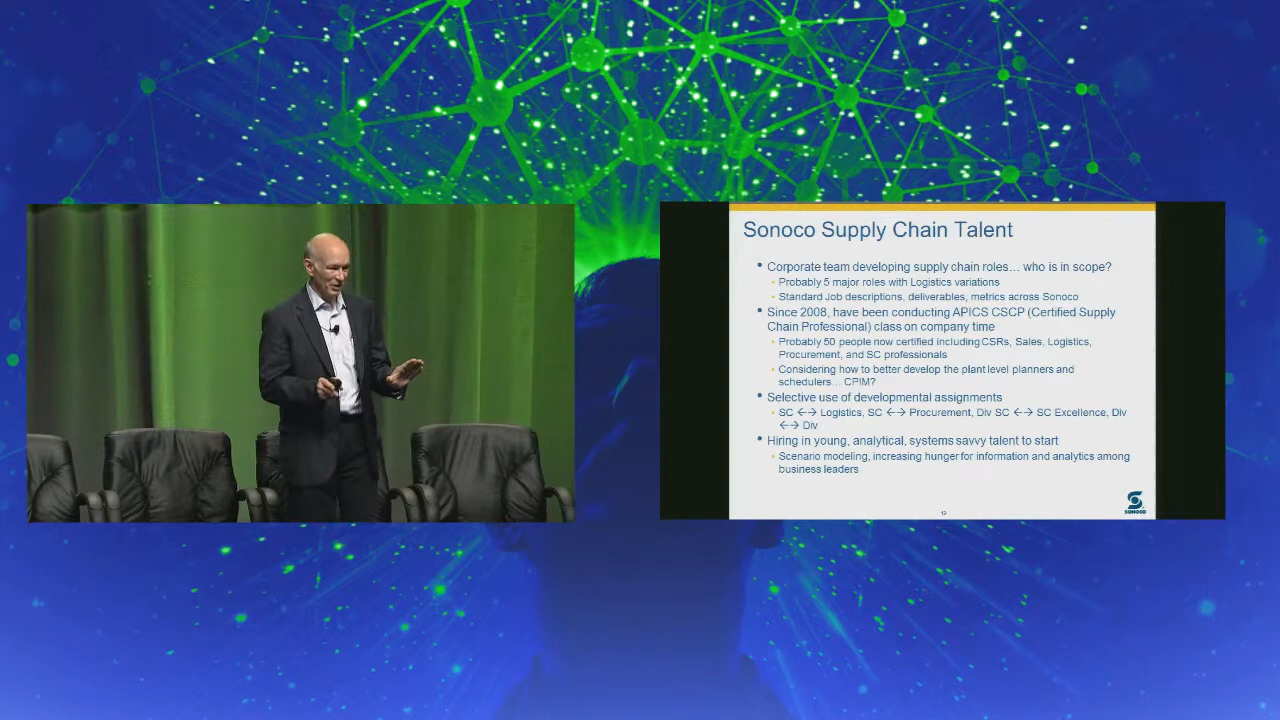 Sonoco Supply Chain Talent
• Corporate team developing supply chain roles… who is in scope?
• Probably 5 major roles with Logistics variations
• Standard Job descriptions, deliverables, metrics across Sonoco
• Since 2008, have been conducting APICS CSCP (Certified Supply
Chain Professional) class on company time
• Probably 50 people now certified including CSRs, Sales, Logistics,
Procurement, and SC professionals
• Considering how to better develop the plant level planners and
schedulers… CPIM?
• Selective use of developmental assignments
• SC ←→ Logistics, SC ←→ Procurement, Div SC ←→ SC Excellence, Div
←→ Div
• Hiring in young, analytical, systems savvy talent to start
• Scenario modeling, increasing hunger for information and analytics among
business leaders
SONOCO